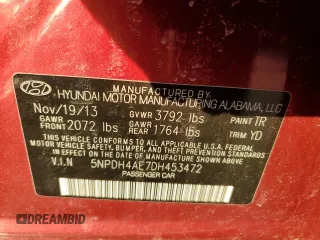 MANUFACTURED BY
HYUNDAI MOTOR MANUFACTURING ALABAMA, LLC
Nov/19/13 GVWR 3792 lbs
GAWR FRONT 2072 lbs GAWR REAR 1764 lbs PAINT TR
TRIM YD
THIS VEHICLE CONFORMS TO ALL APPLICABLE U.S. FEDERAL
MOTOR VEHICLE SAFETY, BUMPER, AND THEFT PREVENTION
STANDARDS IN EFFECT ON THE DATE OF MANUFACTURE SHOWN ABOVE.
V.I.N 5NPDH4AE7DH453472
PASSENGER CAR
DREAMBID